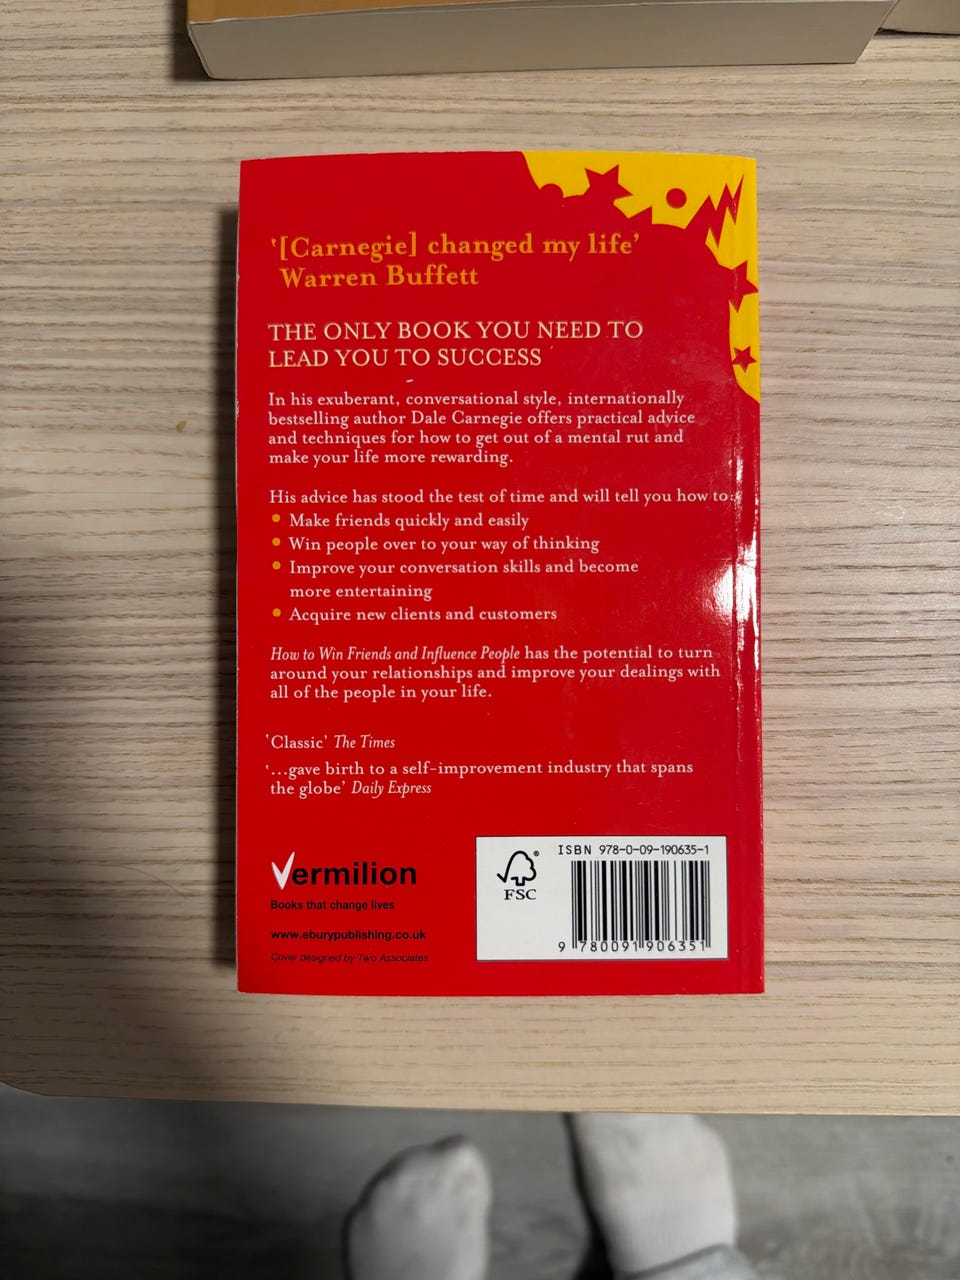 ‘[Carnegie] changed my life’
Warren Buffett
THE ONLY BOOK YOU NEED TO
LEAD YOU TO SUCCESS
In his exuberant, conversational style, internationally
bestselling author Dale Carnegie offers practical advice
and techniques for how to get out of a mental rut and
make your life more rewarding.
His advice has stood the test of time and will tell you how to:
• Make friends quickly and easily
• Win people over to your way of thinking
• Improve your conversation skills and become
more entertaining
• Acquire new clients and customers
How to Win Friends and Influence People has the potential to turn
around your relationships and improve your dealings with
all of the people in your life.
‘Classic’ The Times
‘…gave birth to a self-improvement industry that spans
the globe’ Daily Express
Vermilion
Books that change lives
www.eburypublishing.co.uk
Cover designed by Two Associates
ISBN 978-0-09-190635-1
FSC
9 780091 906351